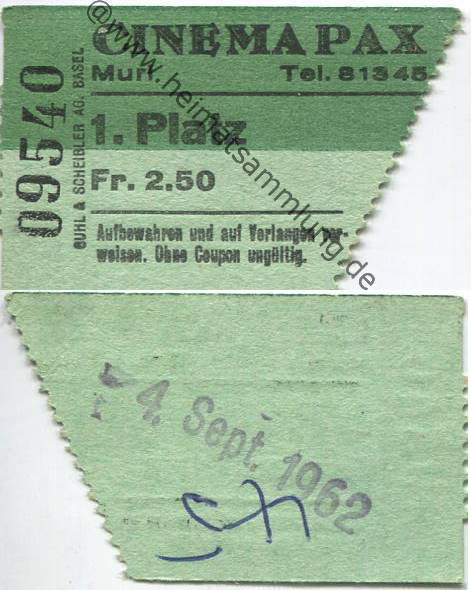 CINEMA PAX
Muri Tel. 81345
1. Platz
Fr. 2.50
Aufbewahren und auf Verlangen vor-
weisen. Ohne Coupon ungültig.
09540
GUHL & SCHEIBLER AG. BASEL
@www.heimatsammlung.de
4. Sept. 1962